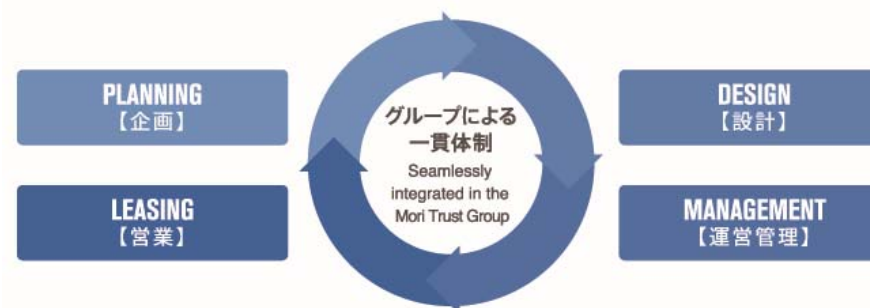 PLANNING
【企画】
DESIGN
【設計】
グループによる
一貫体制
Seamlessly
integrated in the
Mori Trust Group
LEASING
【営業】
MANAGEMENT
【運営管理】